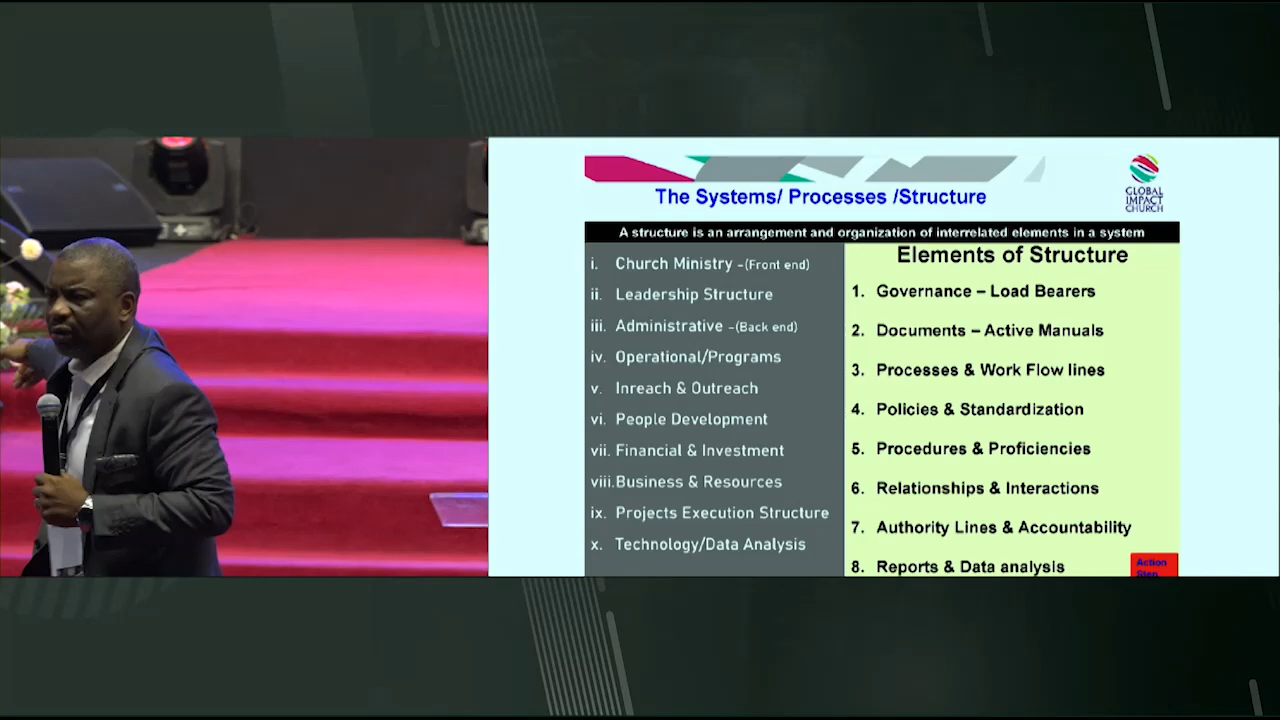 The Systems/ Processes /Structure
GLOBAL
IMPACT
CHURCH
A structure is an arrangement and organization of interrelated elements in a system
i. Church Ministry -(Front end)
ii. Leadership Structure
iii. Administrative -(Back end)
iv. Operational/Programs
v. Inreach & Outreach
vi. People Development
vii. Financial & Investment
viii.Business & Resources
ix. Projects Execution Structure
x. Technology/Data Analysis
Elements of Structure
1. Governance – Load Bearers
2. Documents – Active Manuals
3. Processes & Work Flow lines
4. Policies & Standardization
5. Procedures & Proficiencies
6. Relationships & Interactions
7. Authority Lines & Accountability
8. Reports & Data analysis
Action
Step